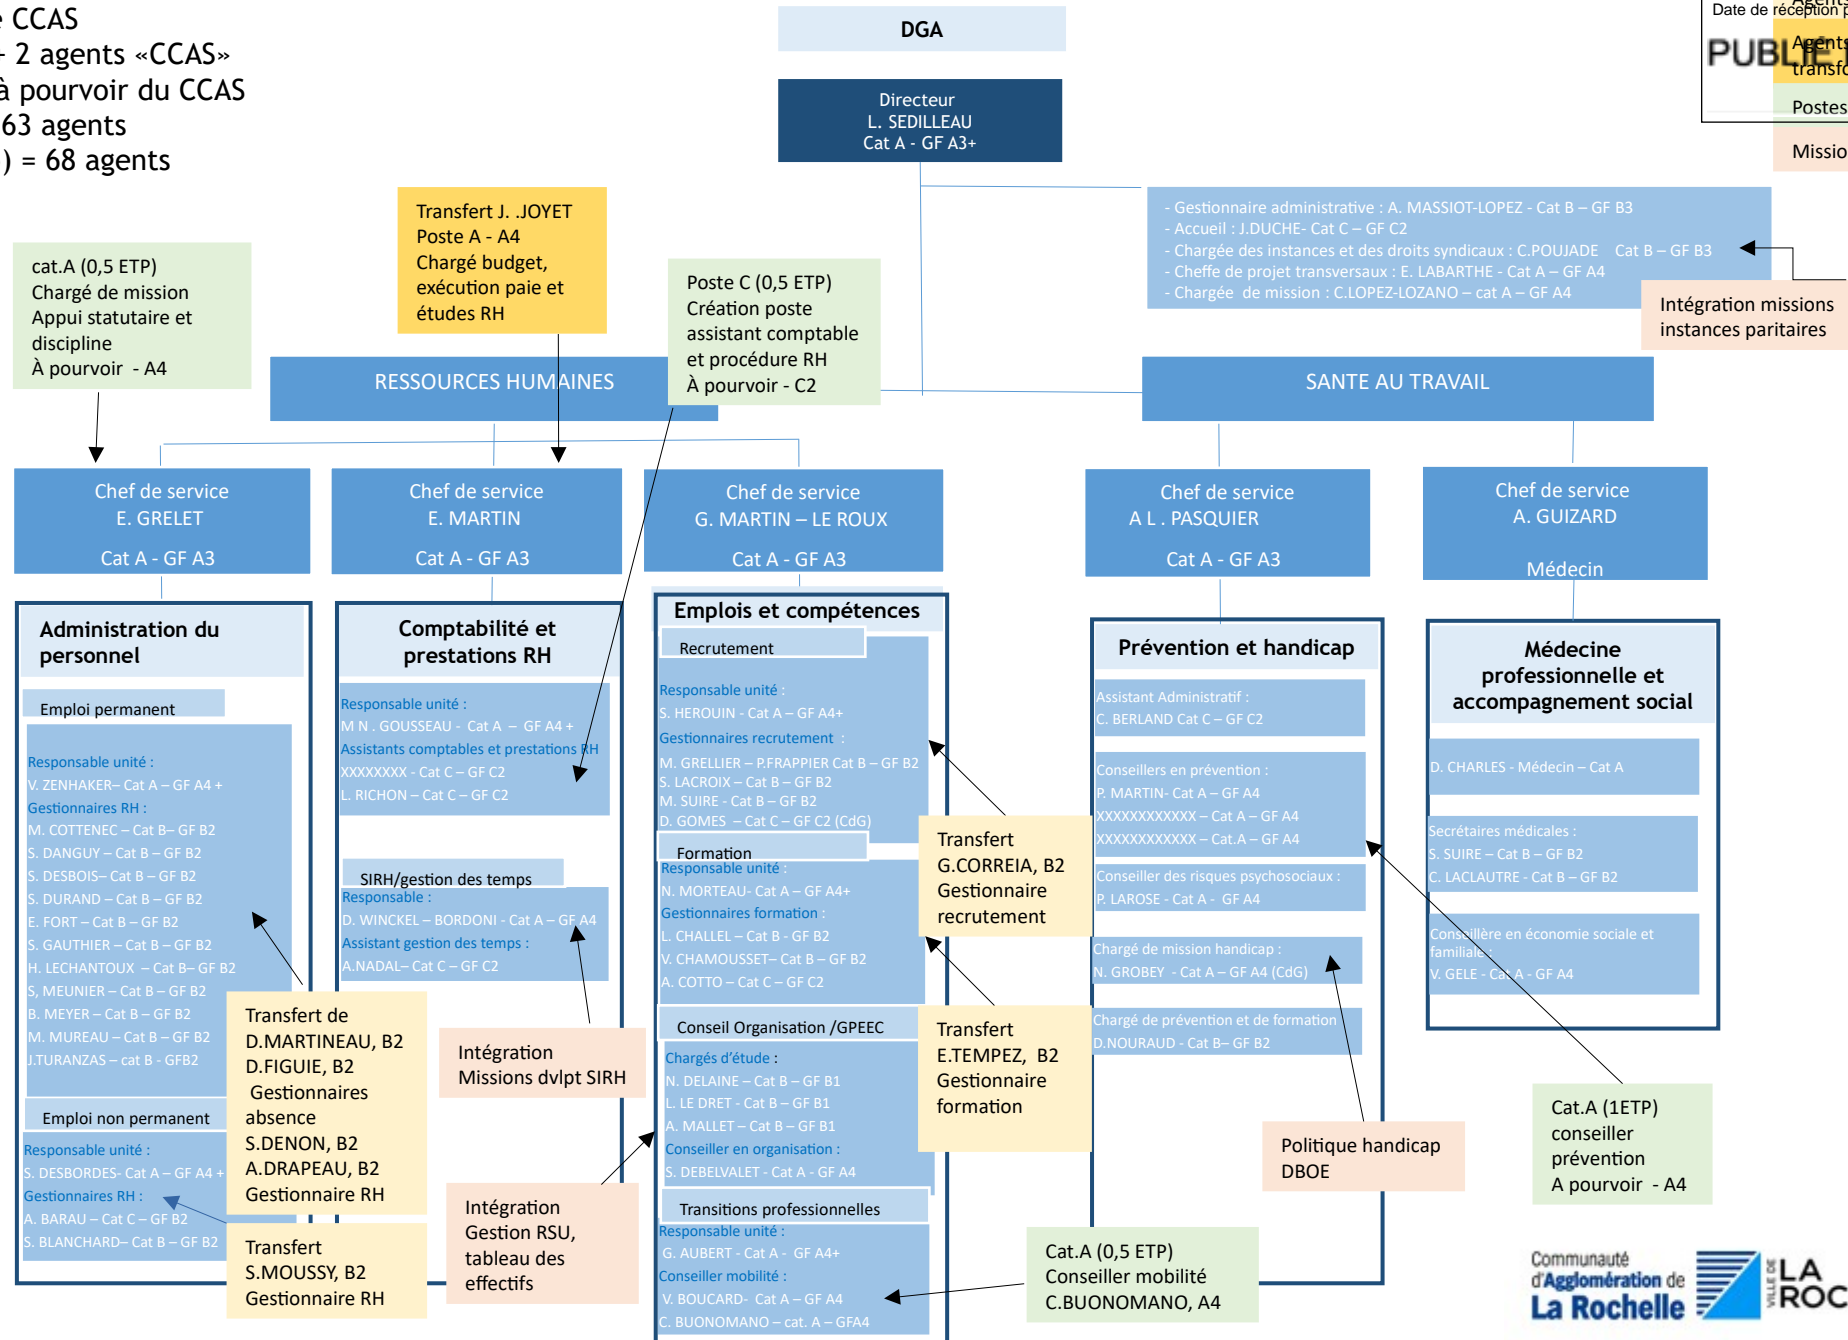 e CCAS
+ 2 agents «CCAS»
à pourvoir du CCAS
63 agents
) = 68 agents
DGA
Directeur
L. SEDILLEAU
Cat A - GF A3+
Date de réception p
Agents
PUBLIE
transfo
Postes
Missio
- Gestionnaire administrative : A. MASSIOT-LOPEZ - Cat B – GF B3
- Accueil : J.DUCHE- Cat C – GF C2
- Chargée des instances et des droits syndicaux : C.POUJADE Cat B – GF B3
- Cheffe de projet transversaux : E. LABARTHE - Cat A – GF A4
- Chargée de mission : C.LOPEZ-LOZANO – cat A – GF A4
Intégration missions
instances paritaires
cat.A (0,5 ETP)
Chargé de mission
Appui statutaire et
discipline
À pourvoir - A4
Transfert J. .JOYET
Poste A - A4
Chargé budget,
exécution paie et
études RH
Poste C (0,5 ETP)
Création poste
assistant comptable
et procédure RH
À pourvoir - C2
RESSOURCES HUMAINES
SANTE AU TRAVAIL
Chef de service
E. GRELET
Cat A - GF A3
Chef de service
E. MARTIN
Cat A - GF A3
Chef de service
G. MARTIN – LE ROUX
Cat A - GF A3
Chef de service
A L . PASQUIER
Cat A - GF A3
Chef de service
A. GUIZARD
Médecin
Administration du
personnel
Emploi permanent
Responsable unité :
V. ZENHAKER– Cat A – GF A4 +
Gestionnaires RH :
M. COTTENEC – Cat B– GF B2
S. DANGUY – Cat B – GF B2
S. DESBOIS– Cat B – GF B2
S. DURAND – Cat B – GF B2
E. FORT – Cat B – GF B2
S. GAUTHIER – Cat B – GF B2
H. LECHANTOUX – Cat B– GF B2
S, MEUNIER – Cat B – GF B2
B. MEYER – Cat B – GF B2
M. MUREAU – Cat B – GF B2
J.TURANZAS – cat B - GFB2
Emploi non permanent
Responsable unité :
S. DESBORDES- Cat A – GF A4 +
Gestionnaires RH :
A. BARAU – Cat C – GF B2
S. BLANCHARD– Cat B – GF B2
Transfert de
D.MARTINEAU, B2
D.FIGUIE, B2
Gestionnaires
absence
S.DENON, B2
A.DRAPEAU, B2
Gestionnaire RH
Transfert
S.MOUSSY, B2
Gestionnaire RH
Comptabilité et
prestations RH
Responsable unité :
M N . GOUSSEAU - Cat A – GF A4 +
Assistants comptables et prestations RH
XXXXXXXX - Cat C – GF C2
L. RICHON – Cat C – GF C2
SIRH/gestion des temps
Responsable :
D. WINCKEL – BORDONI - Cat A – GF A4
Assistant gestion des temps :
A.NADAL– Cat C – GF C2
Intégration
Missions dvlpt SIRH
Intégration
Gestion RSU,
tableau des
effectifs
Emplois et compétences
Recrutement
Responsable unité :
S. HEROUIN - Cat A – GF A4+
Gestionnaires recrutement :
M. GRELLIER – P.FRAPPIER Cat B – GF B2
S. LACROIX – Cat B – GF B2
M. SUIRE - Cat B – GF B2
D. GOMES – Cat C – GF C2 (CdG)
Formation
Responsable unité :
N. MORTEAU- Cat A – GF A4+
Gestionnaires formation :
L. CHALLEL – Cat B - GF B2
V. CHAMOUSSET– Cat B – GF B2
A. COTTO – Cat C – GF C2
Conseil Organisation /GPEEC
Chargés d'étude :
N. DELAINE – Cat B – GF B1
L. LE DRET - Cat B – GF B1
A. MALLET – Cat B – GF B1
Conseiller en organisation :
S. DEBELVALET - Cat A - GF A4
Transitions professionnelles
Responsable unité :
G. AUBERT - Cat A - GF A4+
Conseiller mobilité :
V. BOUCARD- Cat A – GF A4
C. BUONOMANO – cat. A – GFA4
Transfert
G.CORREIA, B2
Gestionnaire
recrutement
Transfert
E.TEMPEZ, B2
Gestionnaire
formation
Cat.A (0,5 ETP)
Conseiller mobilité
C.BUONOMANO, A4
Prévention et handicap
Assistant Administratif :
C. BERLAND Cat C – GF C2
Conseillers en prévention :
P. MARTIN- Cat A – GF A4
XXXXXXXXXXXX – Cat A – GF A4
XXXXXXXXXXXX – Cat.A – GF A4
Conseiller des risques psychosociaux :
P. LAROSE - Cat A - GF A4
Chargé de mission handicap :
N. GROBEY - Cat A – GF A4 (CdG)
Chargé de prévention et de formation
D.NOURAUD - Cat B– GF B2
Politique handicap
DBOE
Médecine
professionnelle et
accompagnement social
D. CHARLES - Médecin – Cat A
Secrétaires médicales :
S. SUIRE – Cat B – GF B2
C. LACLAUTRE - Cat B – GF B2
Conseillère en économie sociale et
familiale :
V. GELE - Cat A - GF A4
Cat.A (1ETP)
conseiller
prévention
A pourvoir - A4
Communauté
d'Agglomération de
La Rochelle
VILLE DE
LA
ROC